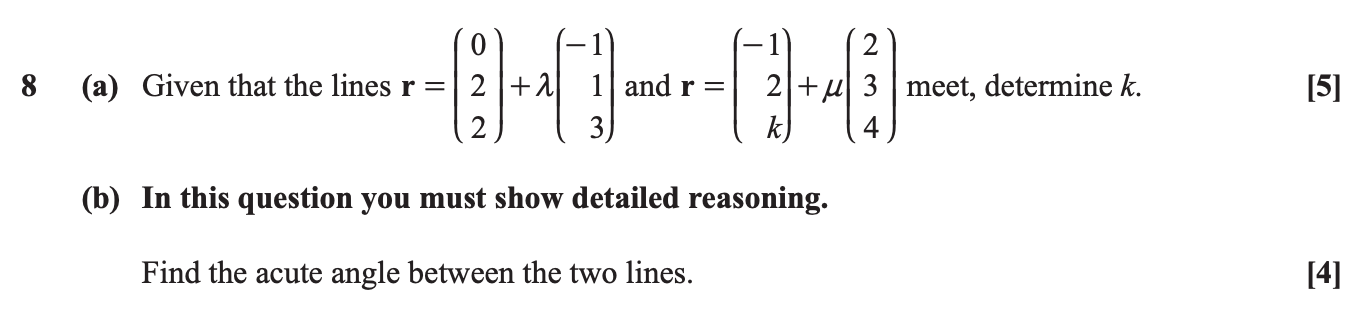 8 (a) Given that the lines r = (0 2 2) + λ (−1 1 3) and r = (−1 2 k) + μ (2 3 4) meet, determine k. [5]
(b) In this question you must show detailed reasoning.
Find the acute angle between the two lines. [4]